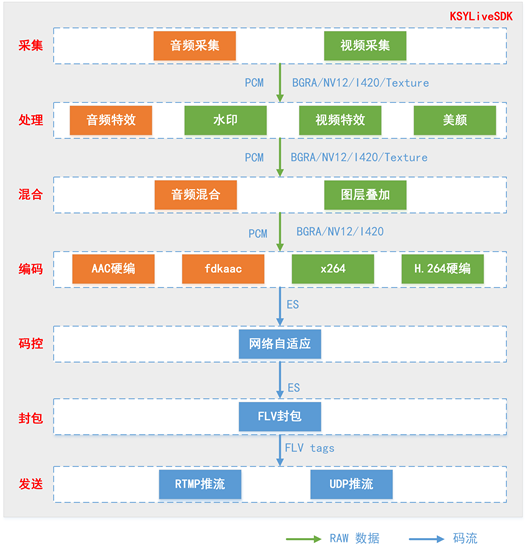 KSYLiveSDK
采集
音频采集
视频采集
PCM
BGRA/NV12/I420/Texture
处理
音频特效
水印
视频特效
美颜
PCM
BGRA/NV12/I420/Texture
混合
音频混合
图层叠加
PCM
BGRA/NV12/I420
编码
AAC硬编
fdkaac
x264
H.264硬编
ES
码控
网络自适应
ES
封包
FLV封包
FLV tags
发送
RTMP推流
UDP推流
RAW 数据
码流